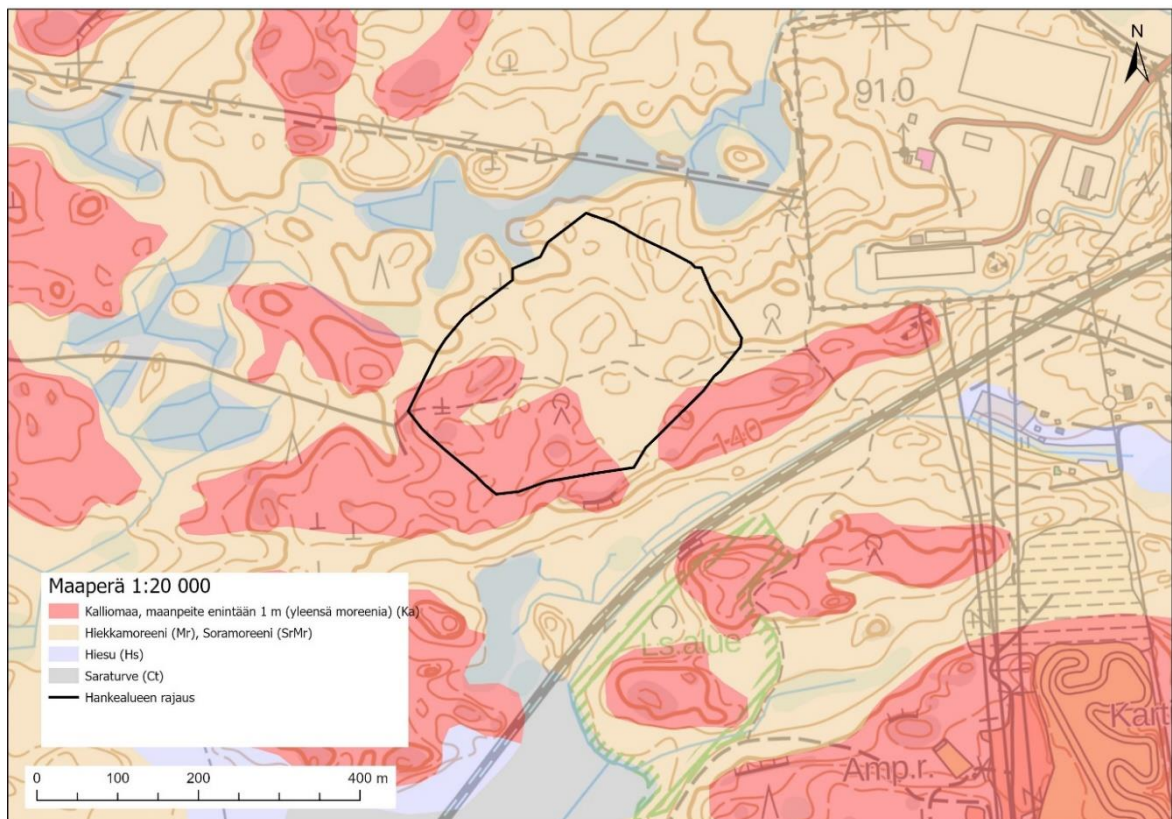 N
91.0
140
Ls.alue
Kart
Amp.r.
Maaperä 1:20 000
Kalliomaa, maanpeite enintään 1 m (yleensä moreenia) (Ka)
Hiekkamoreeni (Mr), Soramoreeni (SrMr)
Hiesu (Hs)
Saraturve (Ct)
Hankealueen rajaus
0 100 200 400 m